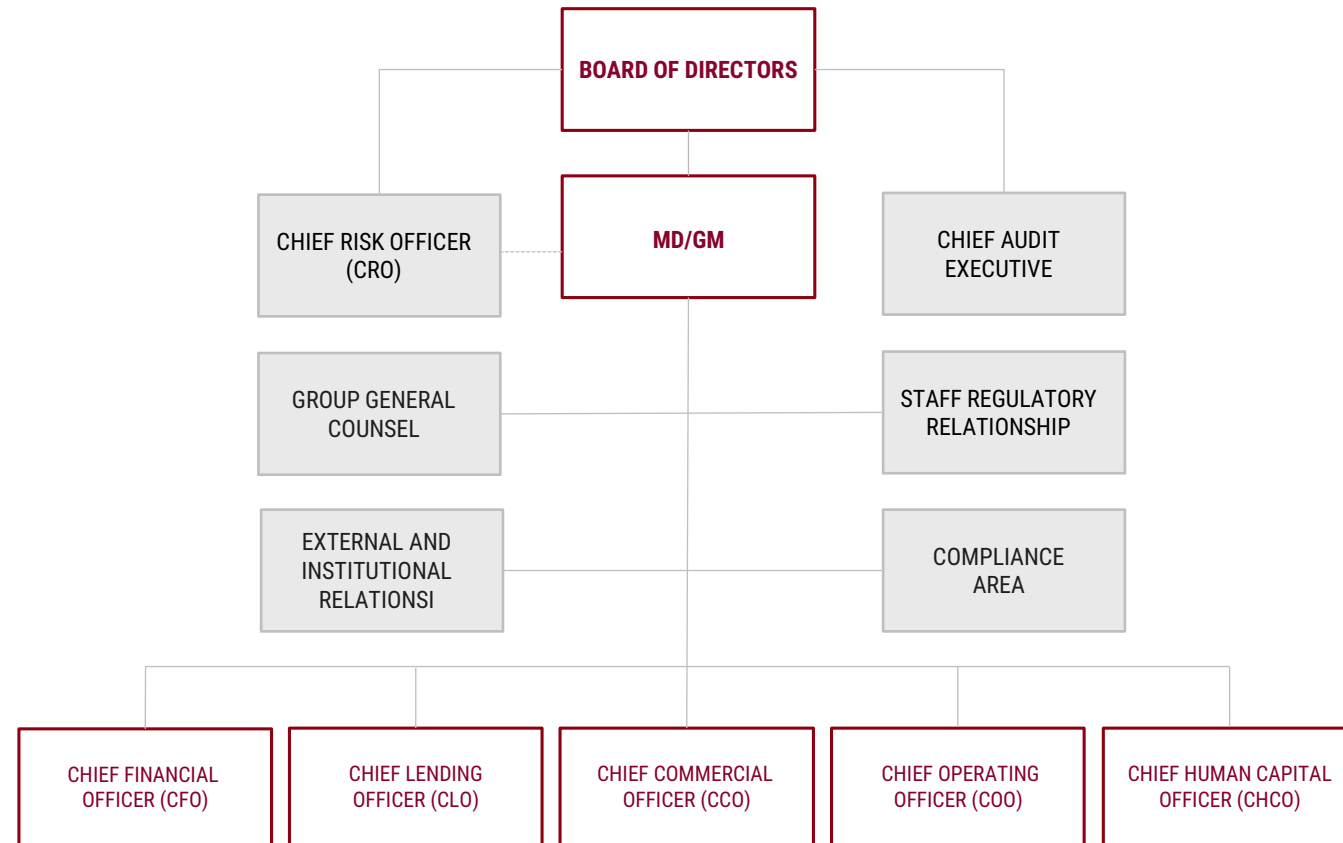 BOARD OF DIRECTORS
CHIEF RISK OFFICER
(CRO)
MD/GM
CHIEF AUDIT
EXECUTIVE
GROUP GENERAL
COUNSEL
STAFF REGULATORY
RELATIONSHIP
EXTERNAL AND
INSTITUTIONAL
RELATIONSI
COMPLIANCE
AREA
CHIEF FINANCIAL
OFFICER (CFO)
CHIEF LENDING
OFFICER (CLO)
CHIEF COMMERCIAL
OFFICER (CCO)
CHIEF OPERATING
OFFICER (COO)
CHIEF HUMAN CAPITAL
OFFICER (CHCO)